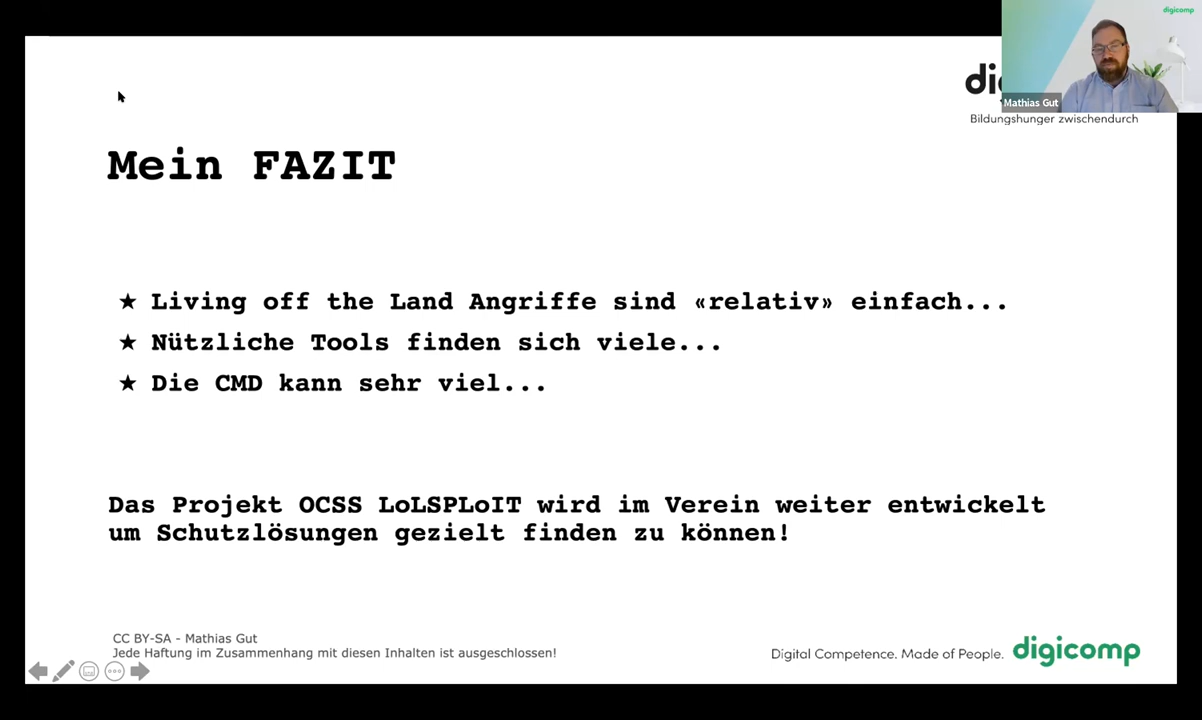 digicomp
di
Mathias Gut
Bildungshunger zwischendurch
Mein FAZIT
★ Living off the Land Angriffe sind «relativ» einfach...
★ Nützliche Tools finden sich viele...
★ Die CMD kann sehr viel...
Das Projekt OCSS LoLSPLoIT wird im Verein weiter entwickelt
um Schutzlösungen gezielt finden zu können!
CC BY-SA - Mathias Gut
Jede Haftung im Zusammenhang mit diesen Inhalten ist ausgeschlossen!
Digital Competence. Made of People. digicomp